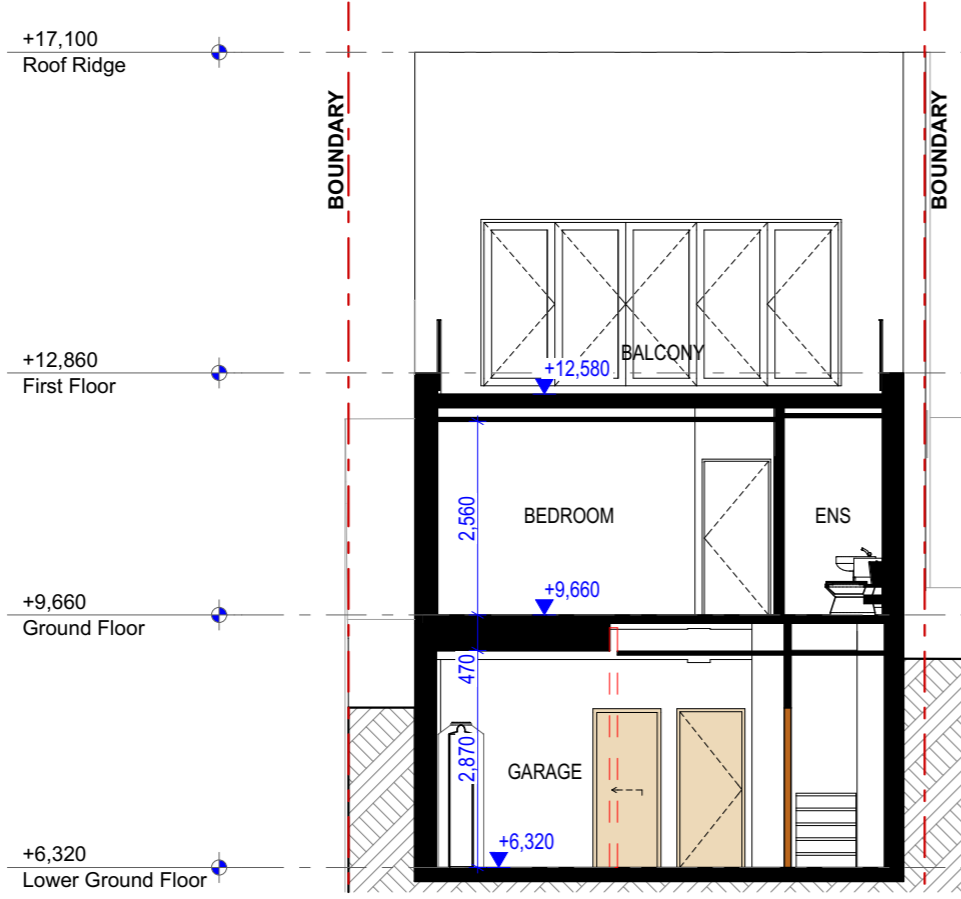 +17,100
Roof Ridge
BOUNDARY
BOUNDARY
+12,860
First Floor
BALCONY
+12,580
2,560
BEDROOM
ENS
+9,660
Ground Floor
+9,660
470
2,870
GARAGE
+6,320
+6,320
Lower Ground Floor